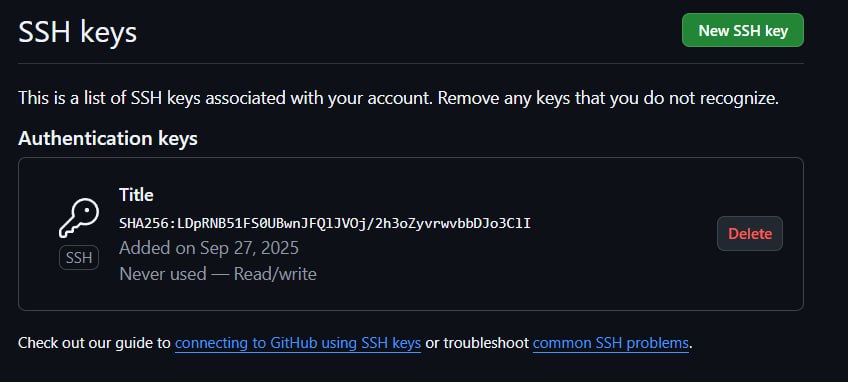 SSH keys
New SSH key
This is a list of SSH keys associated with your account. Remove any keys that you do not recognize.
Authentication keys
Title
SHA256:LDpRNB51FS0UBwnJFQlJVOj/2h3oZyvrwvbbDJo3ClI
Added on Sep 27, 2025
Never used — Read/write
SSH
Delete
Check out our guide to connecting to GitHub using SSH keys or troubleshoot common SSH problems.